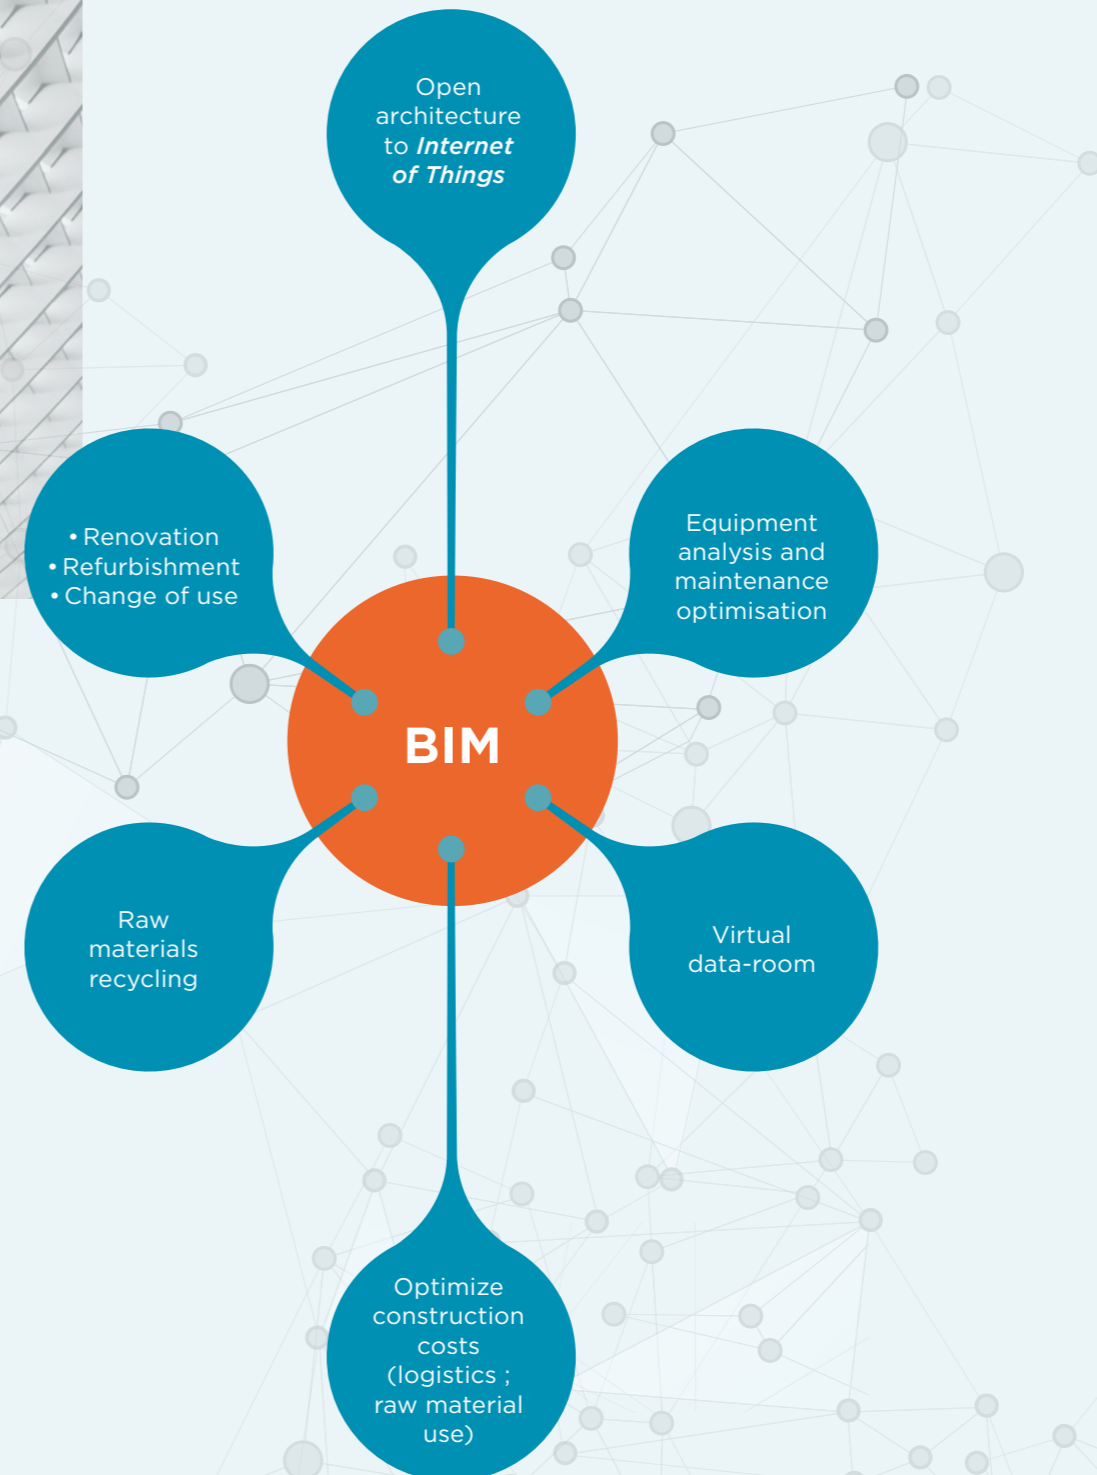 Open
architecture
to Internet
of Things
• Renovation
• Refurbishment
• Change of use
Equipment
analysis and
maintenance
optimisation
BIM
Raw
materials
recycling
Virtual
data-room
Optimize
construction
costs
(logistics ;
raw material
use)